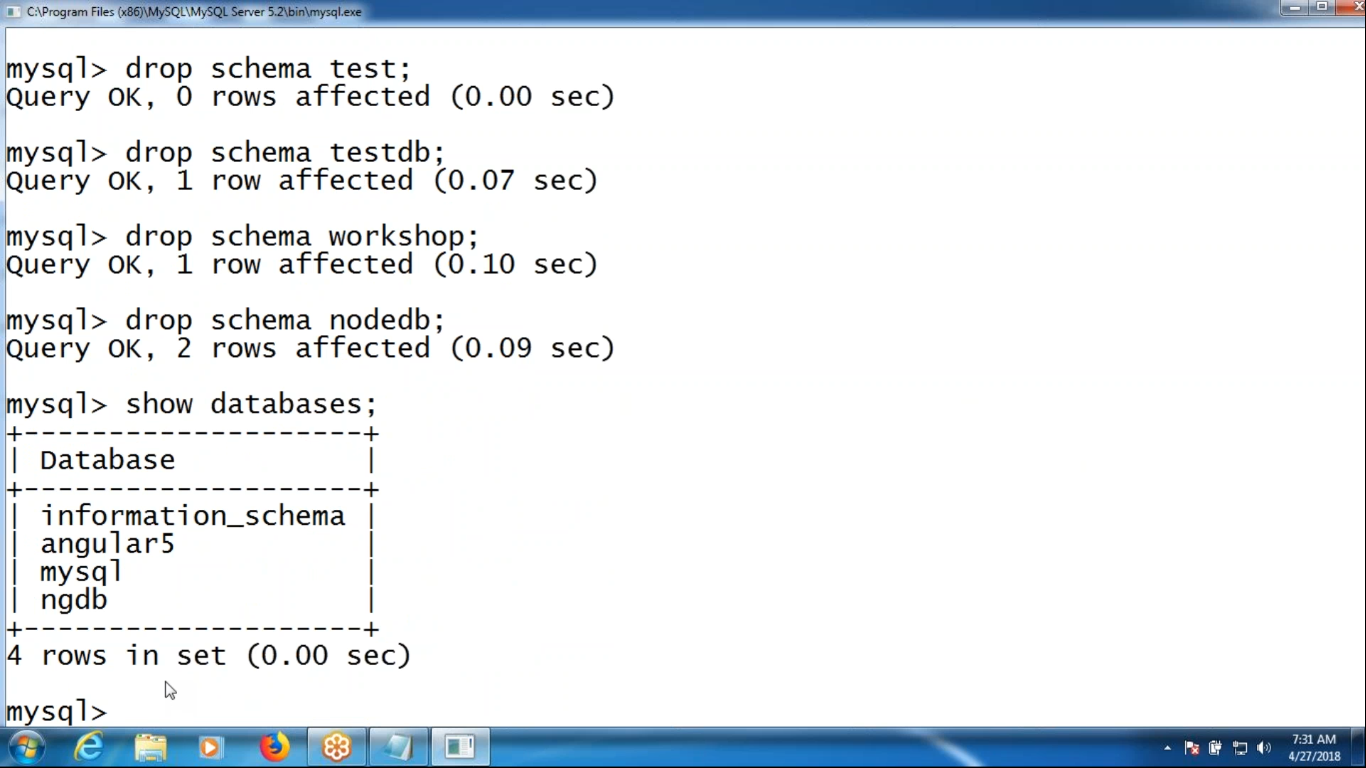 C:\Program Files (x86)\MySQL\MySQL Server 5.2\bin\mysql.exe
mysql> drop schema test;
Query OK, 0 rows affected (0.00 sec)
mysql> drop schema testdb;
Query OK, 1 row affected (0.07 sec)
mysql> drop schema workshop;
Query OK, 1 row affected (0.10 sec)
mysql> drop schema nodedb;
Query OK, 2 rows affected (0.09 sec)
mysql> show databases;
+--------------------+
| Database           |
+--------------------+
| information_schema |
| angular5           |
| mysql              |
| ngdb               |
+--------------------+
4 rows in set (0.00 sec)
mysql>
7:31 AM
4/27/2018